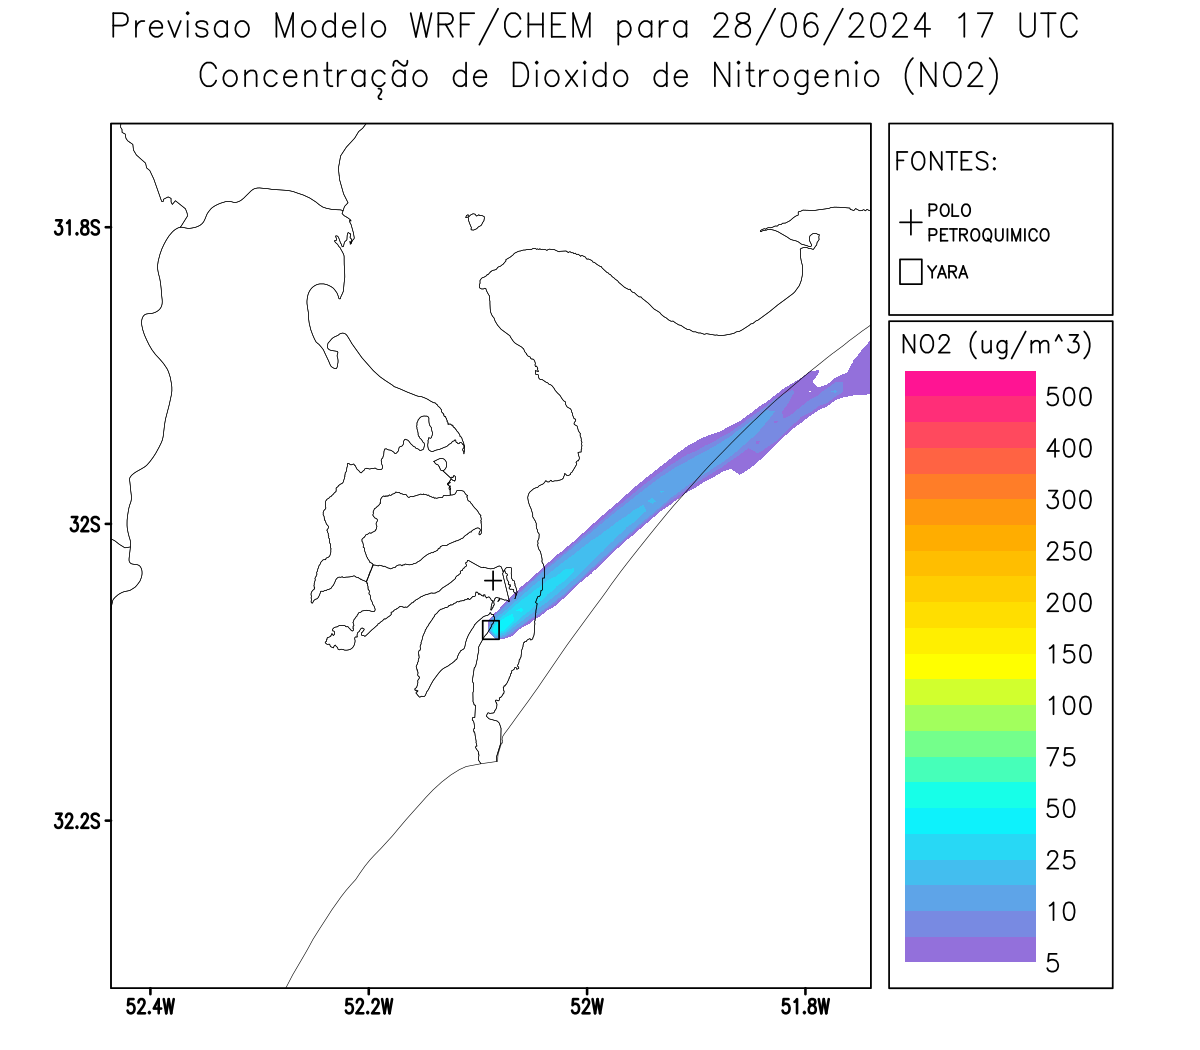 Previsao Modelo WRF/CHEM para 28/06/2024 17 UTC
Concentração de Dioxido de Nitrogenio (NO2)
FONTES:
POLO
PETROQUIMICO
YARA
NO2 (ug/m^3)
500
400
300
250
200
150
100
75
50
25
10
5
31.8S
32S
32.2S
52.4W
52.2W
52W
51.8W